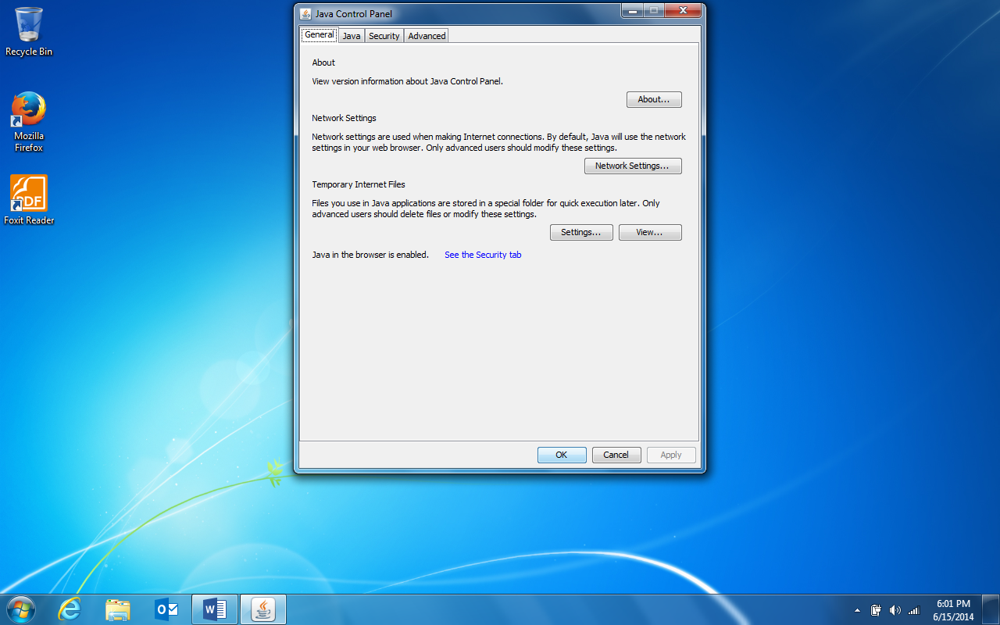 Recycle Bin
Mozilla
Firefox
PDF
Foxit Reader
Java Control Panel
General Java Security Advanced
About
View version information about Java Control Panel.
About...
Network Settings
Network settings are used when making Internet connections. By default, Java will use the network
settings in your web browser. Only advanced users should modify these settings.
Network Settings...
Temporary Internet Files
Files you use in Java applications are stored in a special folder for quick execution later. Only
advanced users should delete files or modify these settings.
Settings... View...
Java in the browser is enabled. See the Security tab
OK Cancel Apply
6:01 PM
6/15/2014